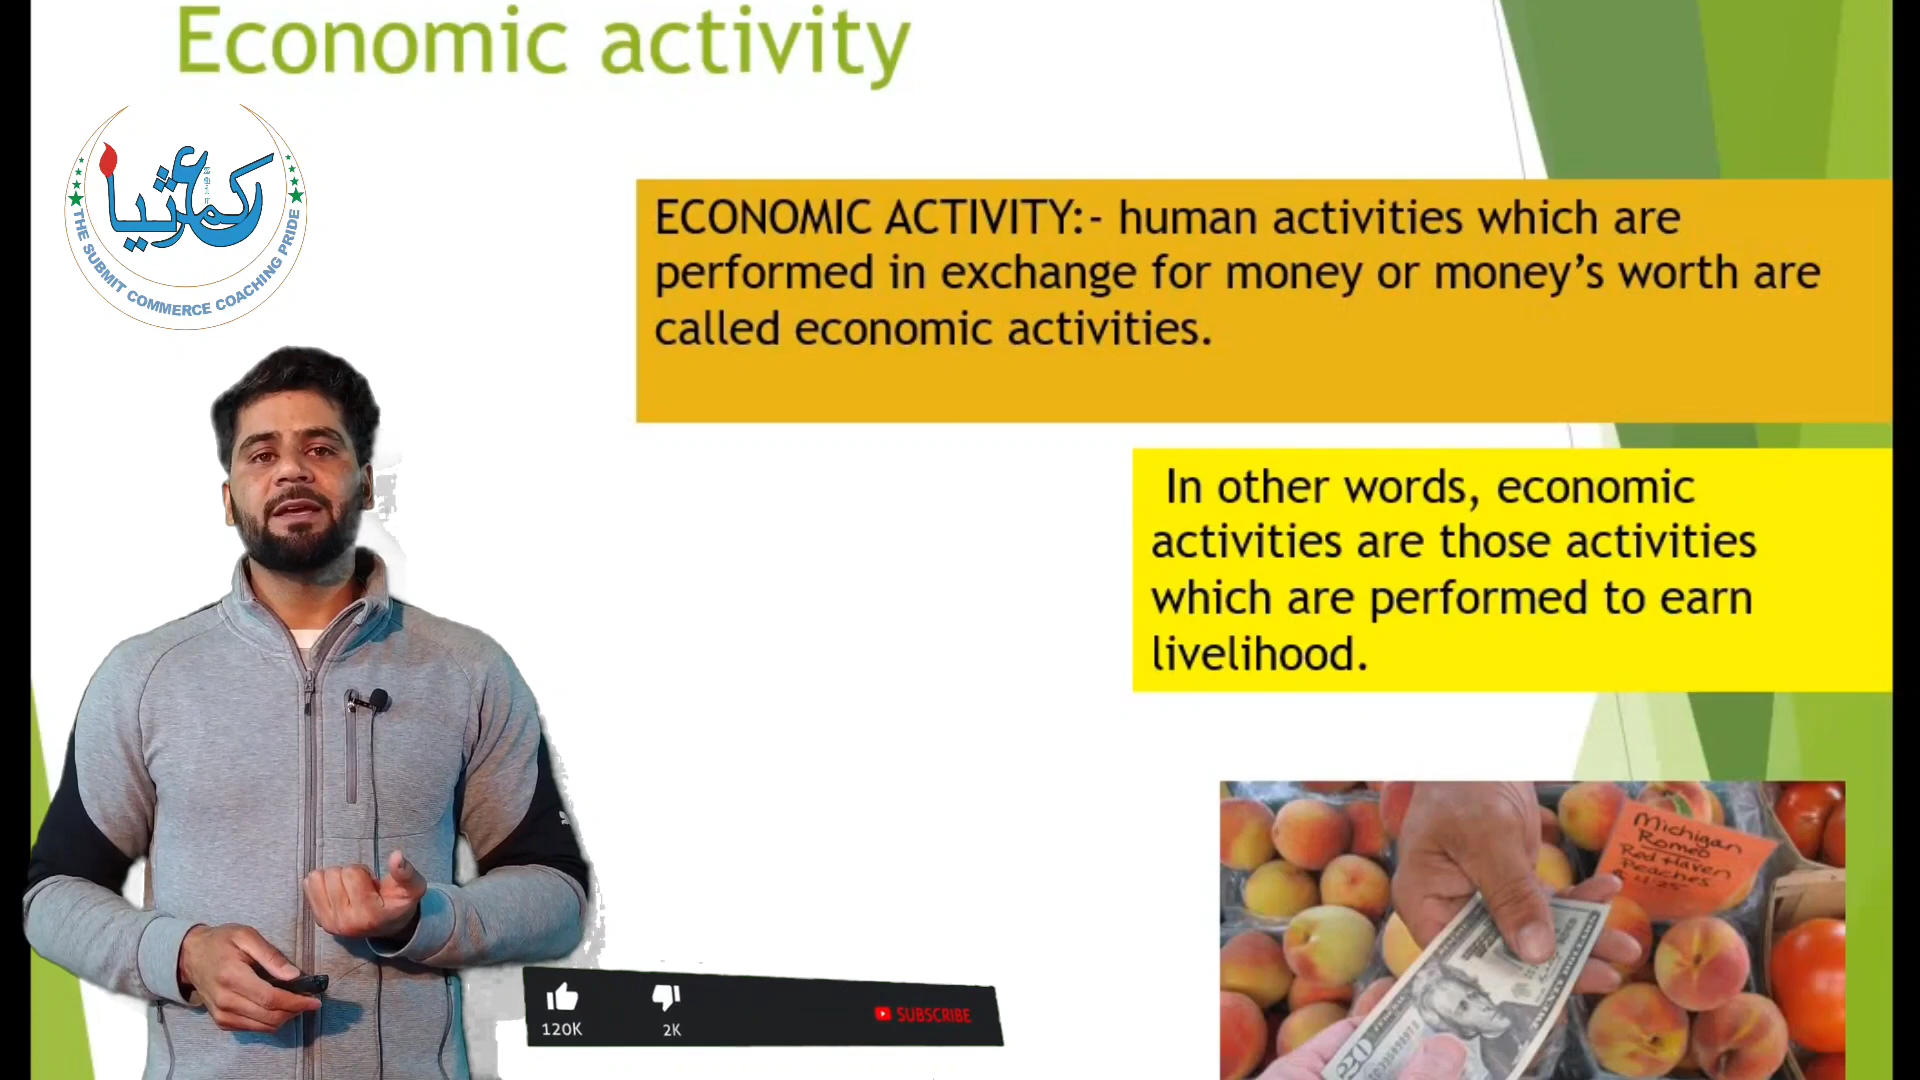 Economic activity
کامرثیا
THE SUBMIT COMMERCE COACHING PRIDE
ECONOMIC ACTIVITY:- human activities which are
performed in exchange for money or money’s worth are
called economic activities.
In other words, economic
activities are those activities
which are performed to earn
livelihood.
Michigan
Romeo
Red Haven
Peaches
120K
2K
SUBSCRIBE
20